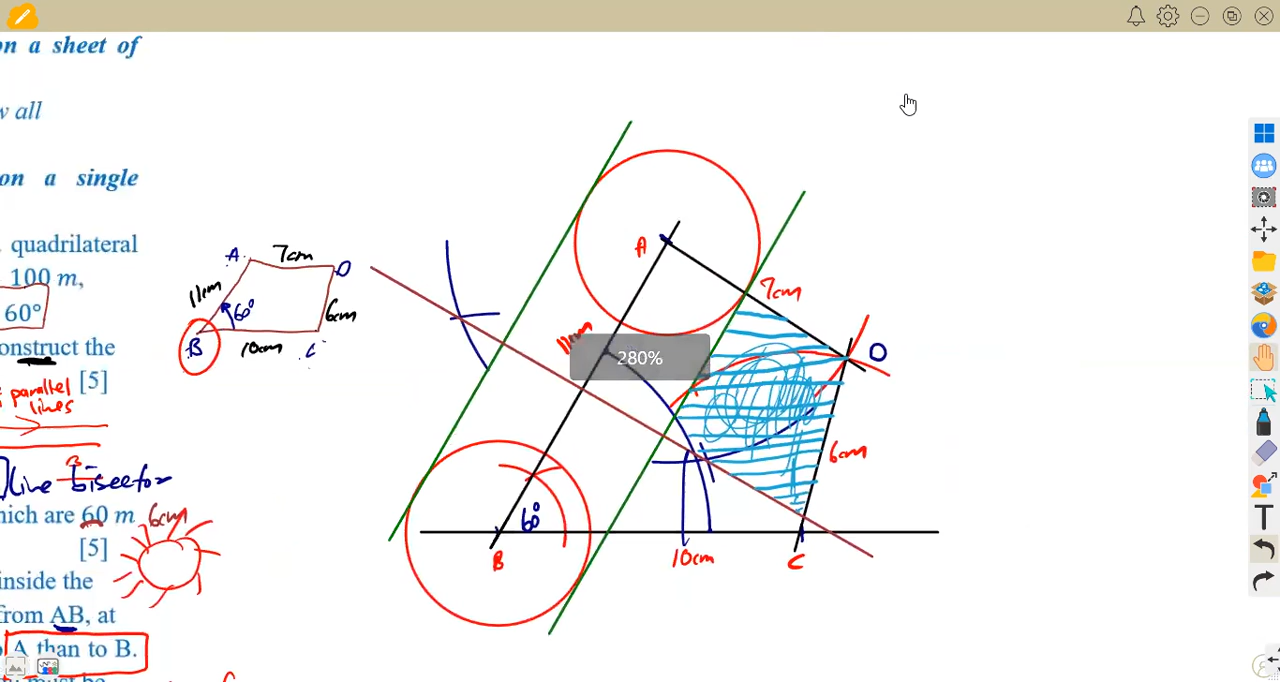 on a sheet of
w all
on a single
quadrilateral
100 m,
60°
onstruct the
[5]
parallel
lines
line bisector
B
hich are 60 m
6cm
[5]
inside the
from AB, at
A than to B.
A
7cm
D
11cm
60°
6cm
B
10cm
C
A
7cm
11cm
280%
D
6cm
60°
B
10cm
C
T